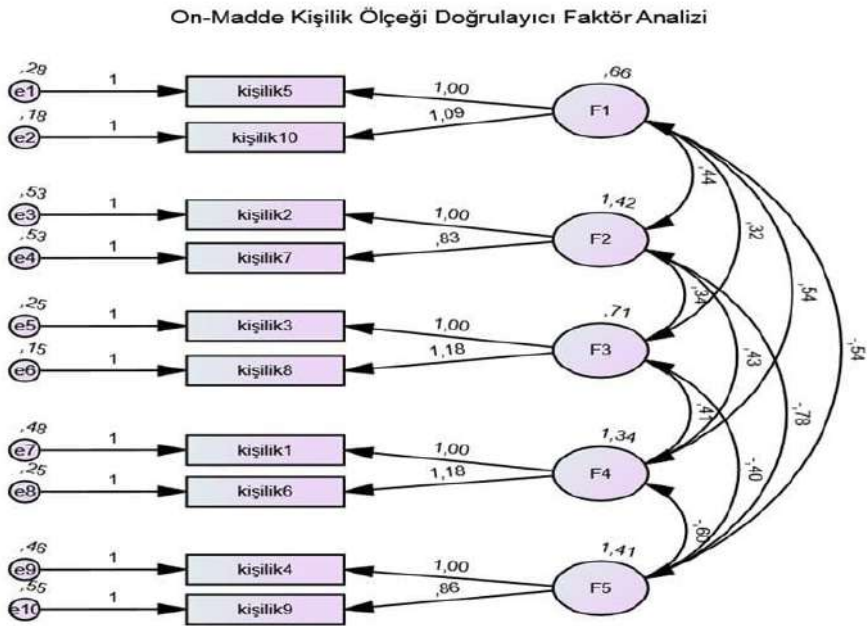 On-Madde Kişilik Ölçeği Doğrulayıcı Faktör Analizi
,28
e1 1 kişilik5 1,00 F1 ,66
,18
e2 1 kişilik10 1,09
,44
,53
e3 1 kişilik2 1,00 F2 1,42
,32
,53
e4 1 kişilik7 ,83
,34 ,54
,25
e5 1 kişilik3 1,00 F3 ,71
,43 -,54
,15
e6 1 kişilik8 1,18
,41 -,78
,48
e7 1 kişilik1 1,00 F4 1,34
-,40
,25
e8 1 kişilik6 1,18
-,60
,46
e9 1 kişilik4 1,00 F5 1,41
,55
e10 1 kişilik9 ,86